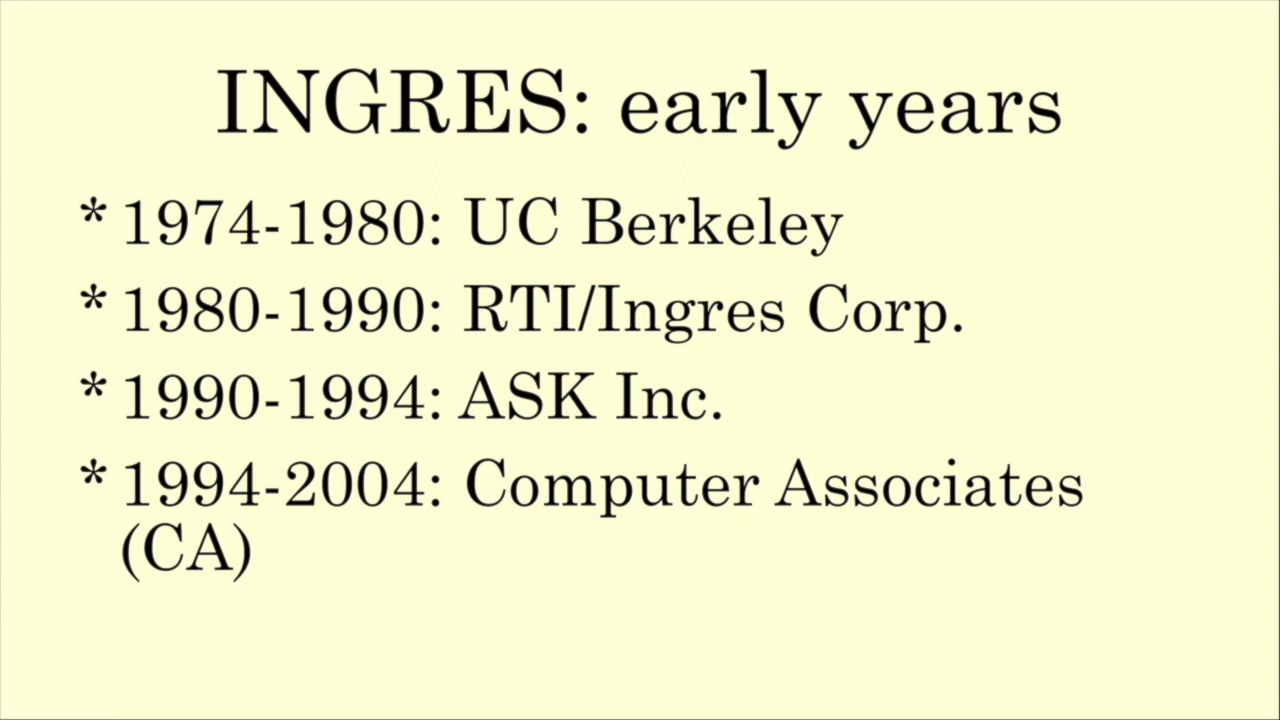 INGRES: early years
* 1974-1980: UC Berkeley
* 1980-1990: RTI/Ingres Corp.
* 1990-1994: ASK Inc.
* 1994-2004: Computer Associates
(CA)